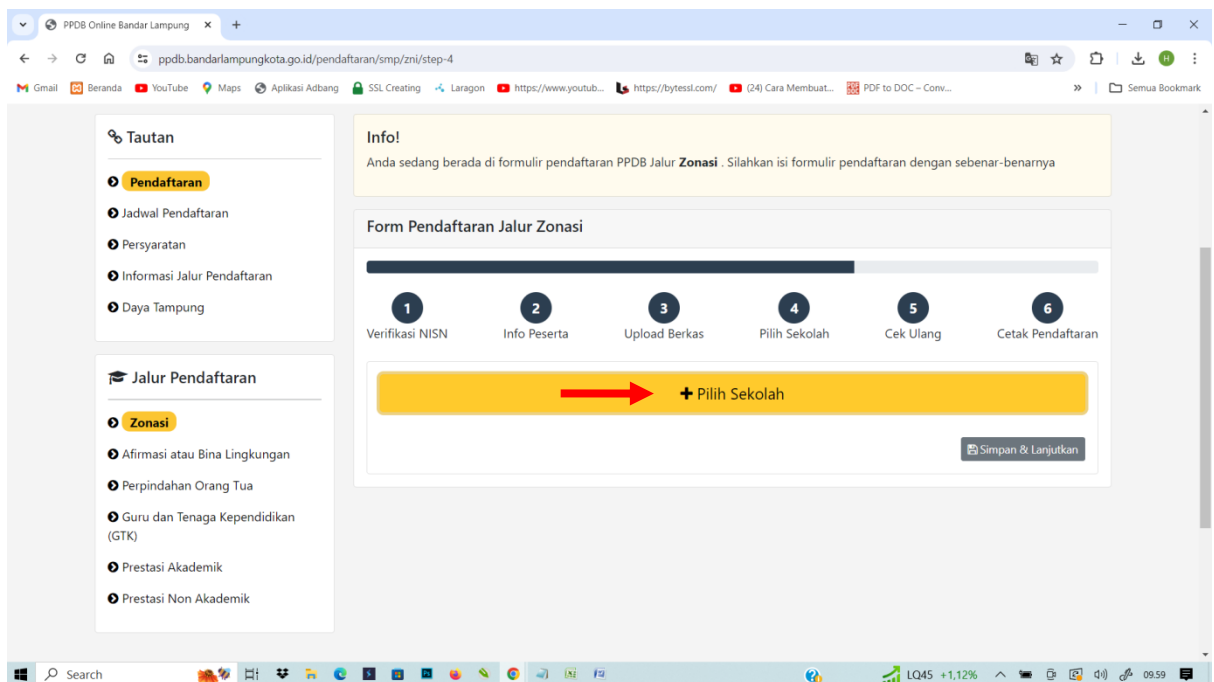 PPDB Online Bandar Lampung
ppdb.bandarlampungkota.go.id/pendaftaran/smp/zni/step-4
H
Gmail Beranda YouTube Maps Aplikasi Adbang SSL Creating Laragon https://www.youtub... https://bytessl.com/ (24) Cara Membuat... PDF to DOC – Conv... » Semua Bookmark
Tautan
Pendaftaran
Jadwal Pendaftaran
Persyaratan
Informasi Jalur Pendaftaran
Daya Tampung
Jalur Pendaftaran
Zonasi
Afirmasi atau Bina Lingkungan
Perpindahan Orang Tua
Guru dan Tenaga Kependidikan
(GTK)
Prestasi Akademik
Prestasi Non Akademik
Info!
Anda sedang berada di formulir pendaftaran PPDB Jalur Zonasi . Silahkan isi formulir pendaftaran dengan sebenar-benarnya
Form Pendaftaran Jalur Zonasi
1 2 3 4 5 6
Verifikasi NISN Info Peserta Upload Berkas Pilih Sekolah Cek Ulang Cetak Pendaftaran
Pilih Sekolah
Simpan & Lanjutkan
Search LQ45 +1,12% 09.59